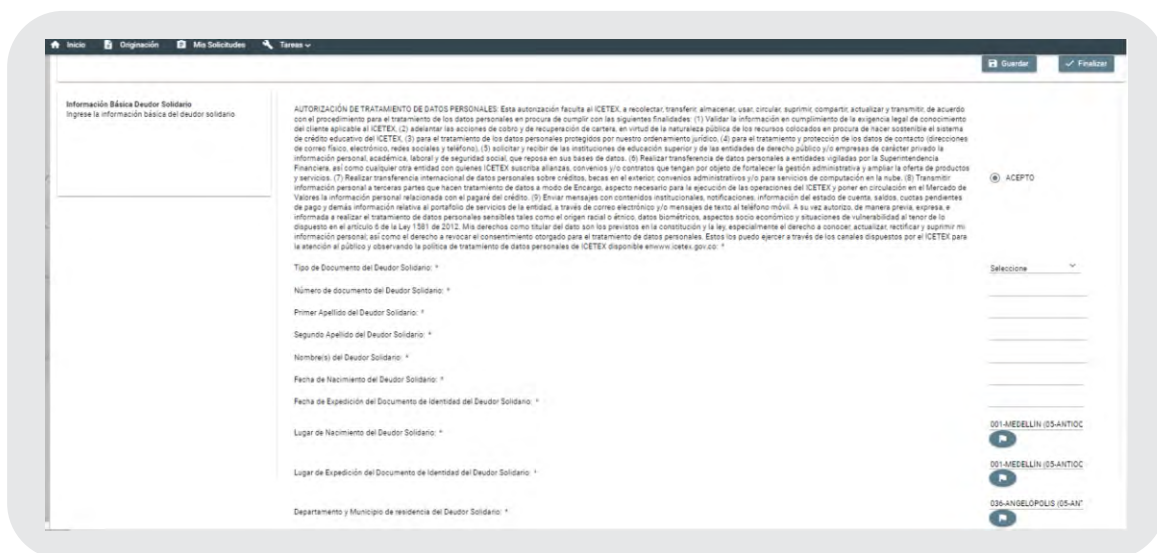 Inicio Originación Mis Solicitudes Tareas
Guardar Finalizar
Información Básica Deudor Solidario
Ingrese la información básica del deudor solidario
AUTORIZACIÓN DE TRATAMIENTO DE DATOS PERSONALES: Esta autorización faculta al ICETEX, a recolectar, transferir, almacenar, usar, circular, suprimir, compartir, actualizar y transmitir, de acuerdo
con el procedimiento para el tratamiento de los datos personales en procura de cumplir con las siguientes finalidades: (1) Validar la información en cumplimiento de la exigencia legal de conocimiento
del cliente aplicable al ICETEX, (2) adelantar las acciones de cobro y de recuperación de cartera, en virtud de la naturaleza pública de los recursos colocados en procura de hacer sostenible el sistema
de crédito educativo del ICETEX, (3) para el tratamiento de los datos personales protegidos por nuestro ordenamiento jurídico, (4) para el tratamiento y protección de los datos de contacto (direcciones
de correo físico, electrónico, redes sociales y teléfono), (5) solicitar y recibir de las instituciones de educación superior y de las entidades de derecho público y/o empresas de carácter privado la
información personal, académica, laboral y de seguridad social, que reposa en sus bases de datos. (6) Realizar transferencia de datos personales a entidades vigiladas por la Superintendencia
Financiera, así como cualquier otra entidad con quienes ICETEX suscriba alianzas, convenios y/o contratos que tengan por objeto de fortalecer la gestión administrativa y ampliar la oferta de productos
y servicios. (7) Realizar transferencia internacional de datos personales sobre créditos, becas en el exterior, convenios administrativos y/o para servicios de computación en la nube. (8) Transmitir
información personal a terceras partes que hacen tratamiento de datos a modo de Encargo, aspecto necesario para la ejecución de las operaciones del ICETEX y poner en circulación en el Mercado de
Valores la información personal relacionada con el pagaré del crédito. (9) Enviar mensajes con contenidos institucionales, notificaciones, información del estado de cuenta, saldos, cuotas pendientes
de pago y demás información relativa al portafolio de servicios de la entidad, a través de correo electrónico y/o mensajes de texto al teléfono móvil. A su vez autorizo, de manera previa, expresa, e
informada a realizar el tratamiento de datos personales sensibles tales como el origen racial o étnico, datos biométricos, aspectos socio económico y situaciones de vulnerabilidad al tenor de lo
dispuesto en el artículo 6 de la Ley 1581 de 2012. Mis derechos como titular del dato son los previstos en la constitución y la ley, especialmente el derecho a conocer, actualizar, rectificar y suprimir mi
información personal; así como el derecho a revocar el consentimiento otorgado para el tratamiento de datos personales. Estos los puedo ejercer a través de los canales dispuestos por el ICETEX para
la atención al público y observando la política de tratamiento de datos personales de ICETEX disponible enwww.icetex.gov.co: *
ACEPTO
Tipo de Documento del Deudor Solidario: * Seleccione
Número de documento del Deudor Solidario: *
Primer Apellido del Deudor Solidario: *
Segundo Apellido del Deudor Solidario: *
Nombre(s) del Deudor Solidario: *
Fecha de Nacimiento del Deudor Solidario: *
Fecha de Expedición del Documento de Identidad del Deudor Solidario: *
Lugar de Nacimiento del Deudor Solidario: * 001-MEDELLIN (05-ANTIOC
Lugar de Expedición del Documento de Identidad del Deudor Solidario: * 001-MEDELLIN (05-ANTIOC
Departamento y Municipio de residencia del Deudor Solidario: * 036-ANGELOPOLIS (05-AN